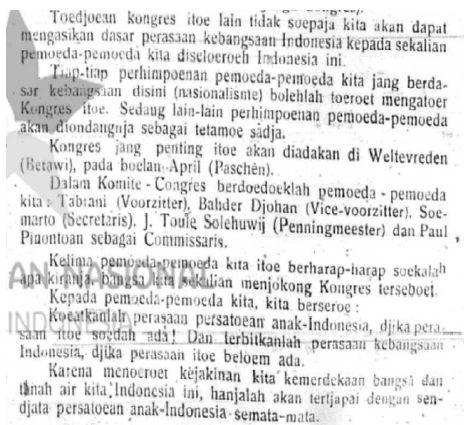 Toedjoean kongres itoe lain tidak soepaja kita akan dapat
mengasikan dasar perasaan kebangsaan Indonesia kepada sekalian
pemoeda-pemoeda kita diseloeroeh Indonesia ini.
Tiap-tiap perhimpoenan pemoeda-pemoeda kita jang berda-
sar kebangsaan disini (nasionalisme) bolehlah toeroet mengatoer
Kongres itoe. Sedang lain-lain perhimpoenan pemoeda-pemoeda
akan diondangnja sebagai tetamoe sadja.
Kongres jang penting itoe akan diadakan di Weltevreden
(Betawi), pada boelan April (Paschen).
Dalam Komite - Congres berdoedoeklah pemoeda - pemoeda
kita : Tabrani (Voorzitter), Bahder Djohan (Vice-voorzitter), Soe-
marto (Secretaris). J. Toule Solehuwij (Penningmeester) dan Paul
Pinontoan sebagai Commissaris.
Kelima pemoeda-pemoeda kita itoe berharap-harap soekalah
apa kiranja, bangsa kita sekalian menjokong Kongres terseboet.
AN NASIONAL
Kepada pemoeda-pemoeda kita, kita berseroe :
INDONESIA
Koeatkanlah perasaan persatoean anak-Indonesia, djika pera-
saan itoe soedah ada! Dan terbitkanlah perasaan kebangsaan
Indonesia, djika perasaan itoe beloem ada.
Karena menoeroet kejakinan kita kemerdekaan bangsa dan
tanah air kita, Indonesia ini, hanjalah akan tertjapai dengan sen-
djata persatoean anak-Indonesia semata-mata.